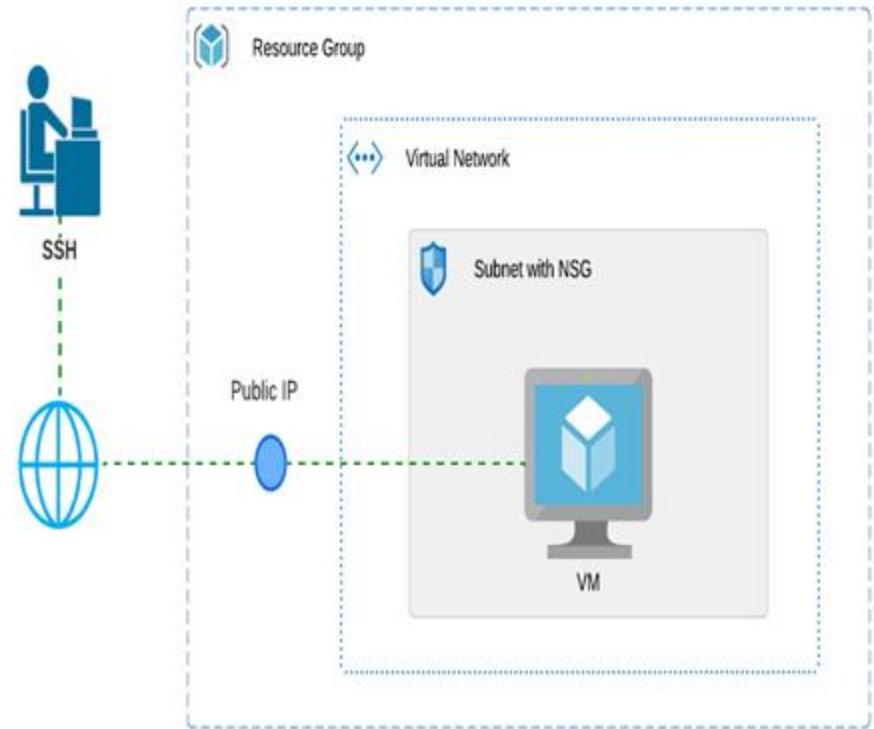 Resource Group
Virtual Network
SSH
Subnet with NSG
Public IP
VM